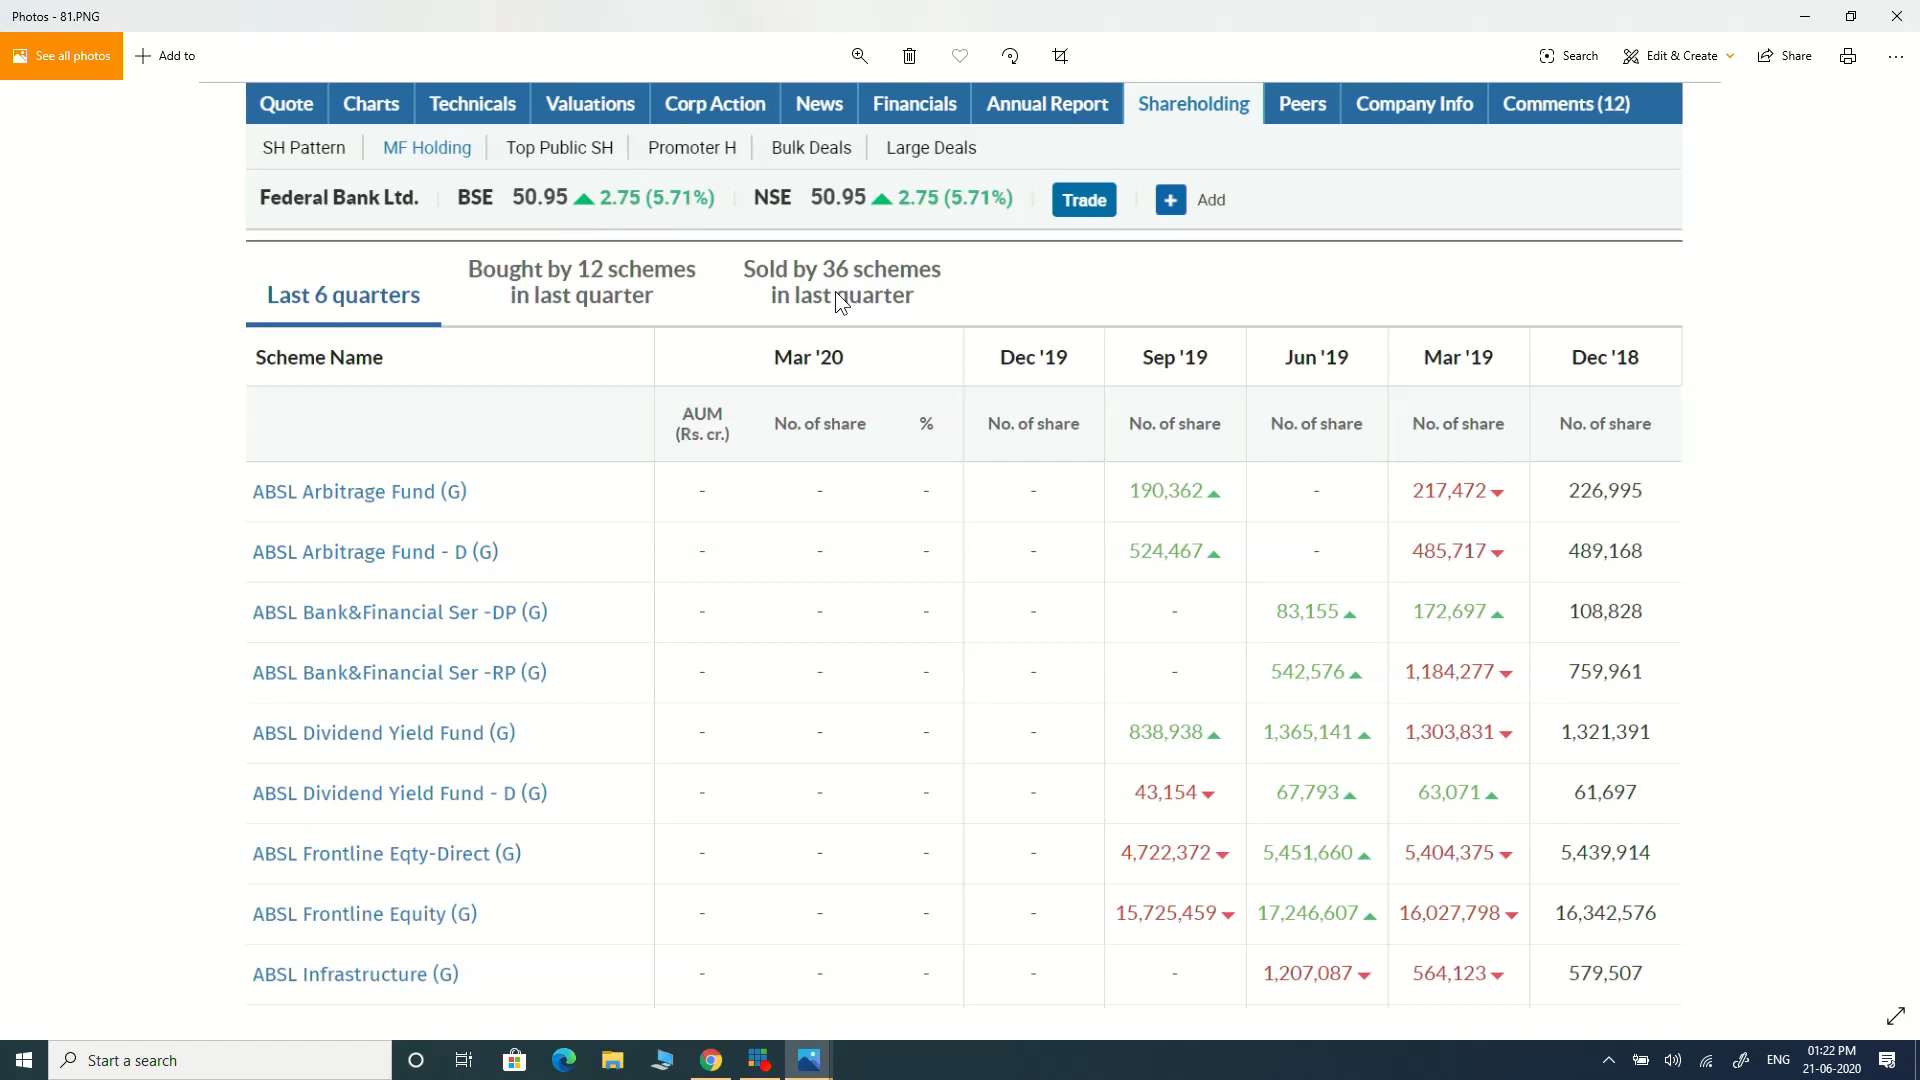 Photos - 81.PNG
See all photos
Add to
Search
Edit & Create
Share
Quote
Charts
Technicals
Valuations
Corp Action
News
Financials
Annual Report
Shareholding
Peers
Company Info
Comments (12)
SH Pattern
MF Holding
Top Public SH
Promoter H
Bulk Deals
Large Deals
Federal Bank Ltd. BSE 50.95 2.75 (5.71%) NSE 50.95 2.75 (5.71%) Trade + Add
Last 6 quarters
Bought by 12 schemes
in last quarter
Sold by 36 schemes
in last quarter
Scheme Name Mar '20 Dec '19 Sep '19 Jun '19 Mar '19 Dec '18
AUM
(Rs. cr.)
No. of share % No. of share No. of share No. of share No. of share No. of share
ABSL Arbitrage Fund (G) - - - - 190,362 - 217,472 226,995
ABSL Arbitrage Fund - D (G) - - - - 524,467 - 485,717 489,168
ABSL Bank&Financial Ser -DP (G) - - - - - 83,155 172,697 108,828
ABSL Bank&Financial Ser -RP (G) - - - - - 542,576 1,184,277 759,961
ABSL Dividend Yield Fund (G) - - - - 838,938 1,365,141 1,303,831 1,321,391
ABSL Dividend Yield Fund - D (G) - - - - 43,154 67,793 63,071 61,697
ABSL Frontline Eqty-Direct (G) - - - - 4,722,372 5,451,660 5,404,375 5,439,914
ABSL Frontline Equity (G) - - - - 15,725,459 17,246,607 16,027,798 16,342,576
ABSL Infrastructure (G) - - - - - 1,207,087 564,123 579,507
Start a search
ENG
01:22 PM
21-06-2020